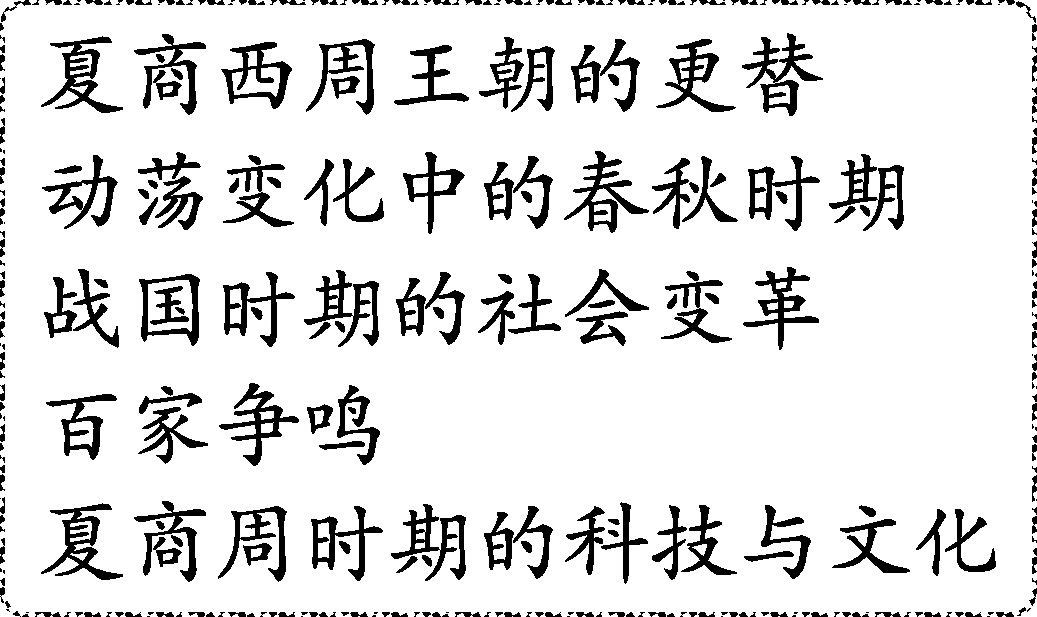 夏商西周王朝的更替
动荡变化中的春秋时期
战国时期的社会变革
百家争鸣
夏商周时期的科技与文化